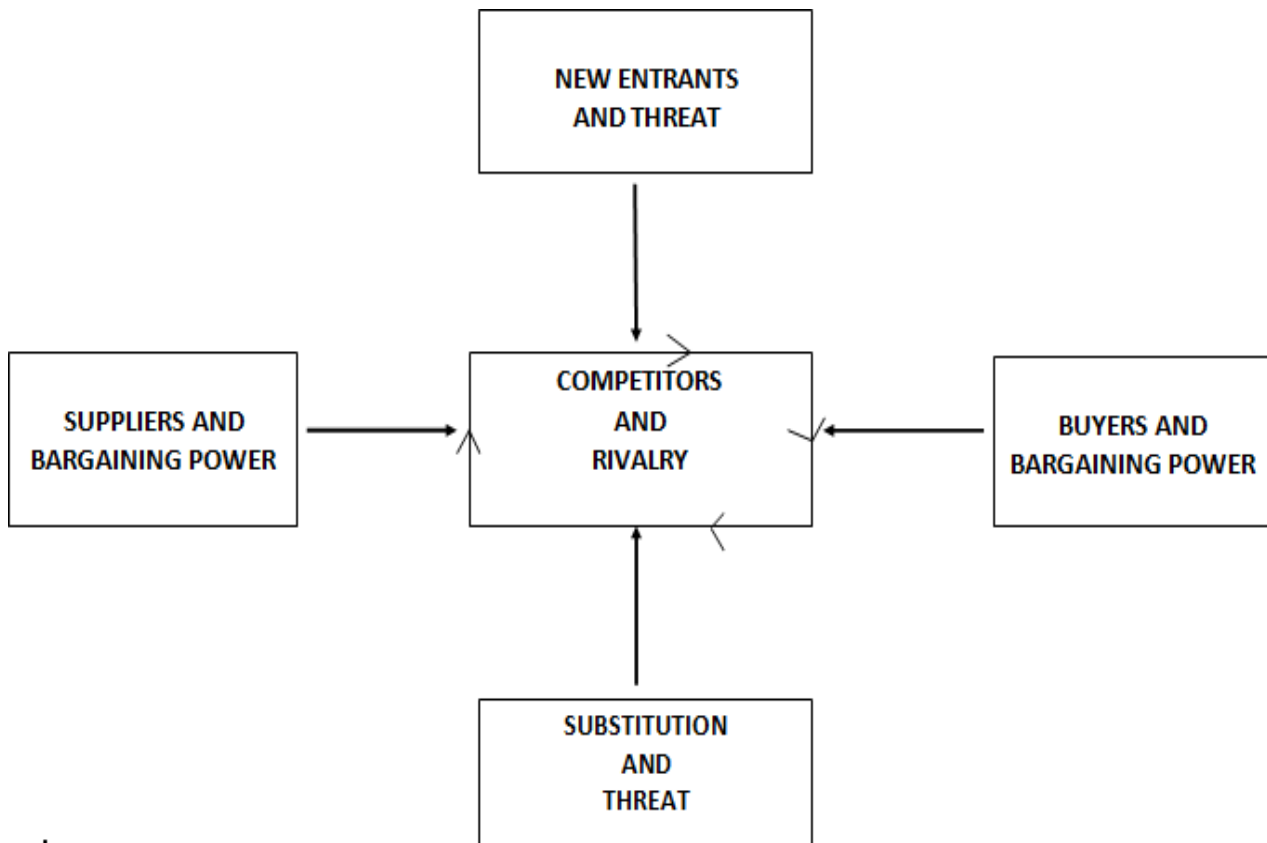 NEW ENTRANTS
AND THREAT
SUPPLIERS AND
BARGAINING POWER
COMPETITORS
AND
RIVALRY
BUYERS AND
BARGAINING POWER
SUBSTITUTION
AND
THREAT